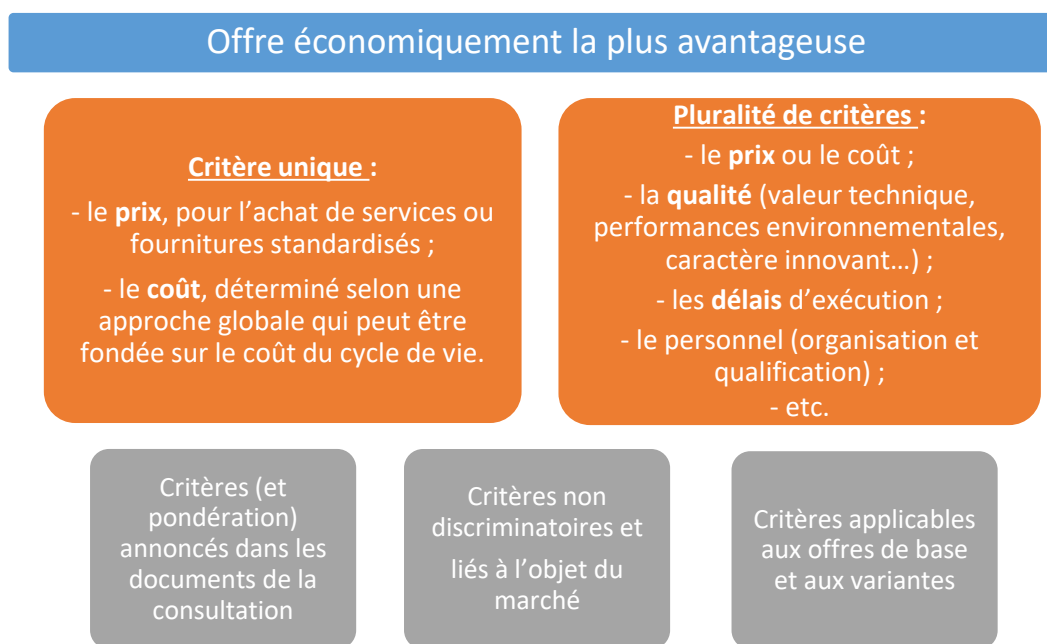 Offre économiquement la plus avantageuse
Critère unique :
- le prix, pour l’achat de services ou
fournitures standardisés ;
- le coût, déterminé selon une
approche globale qui peut être
fondée sur le coût du cycle de vie.
Pluralité de critères :
- le prix ou le coût ;
- la qualité (valeur technique,
performances environnementales,
caractère innovant…) ;
- les délais d’exécution ;
- le personnel (organisation et
qualification) ;
- etc.
Critères (et
pondération)
annoncés dans les
documents de la
consultation
Critères non
discriminatoires et
liés à l’objet du
marché
Critères applicables
aux offres de base
et aux variantes